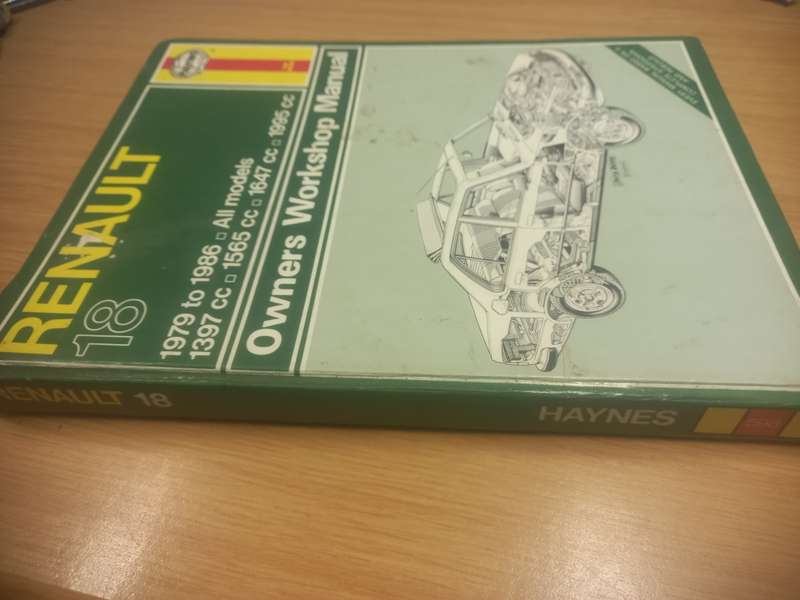 RENAULT
18
1979 to 1986 □ All models
1397 cc □ 1565 cc □ 1647 cc □ 1995 cc
Owners Workshop Manual
RENAULT 18
HAYNES